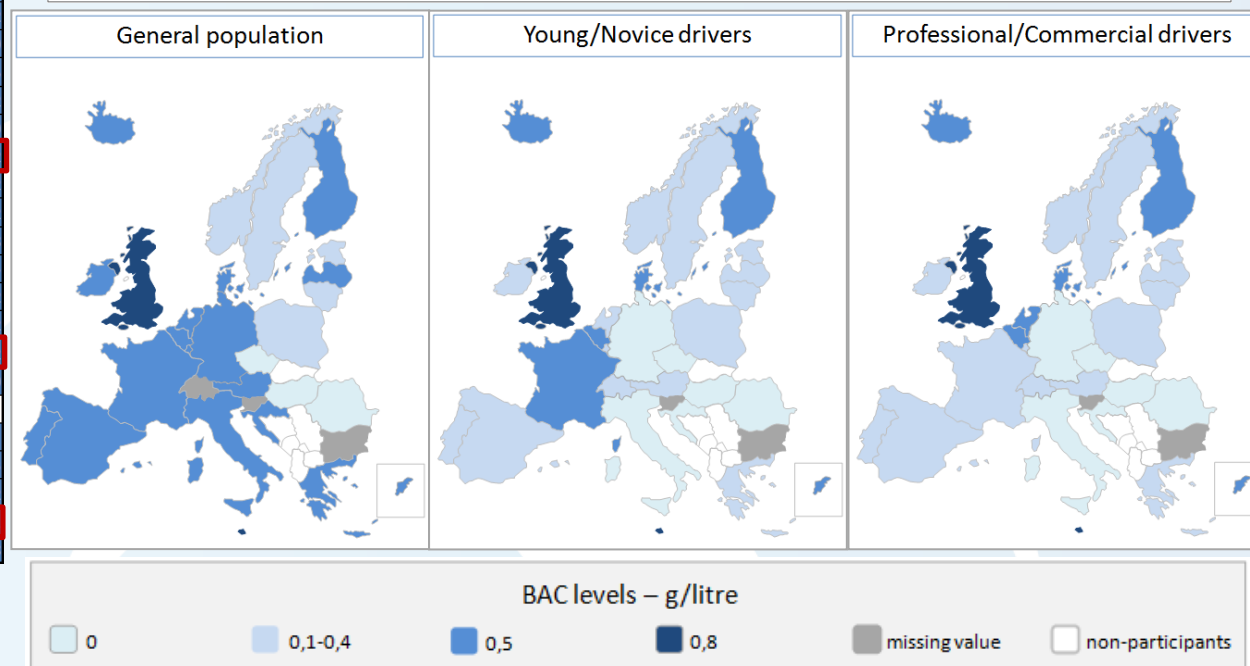 General population
Young/Novice drivers
Professional/Commercial drivers
BAC levels – g/litre
0
0,1-0,4
0,5
0,8
missing value
non-participants